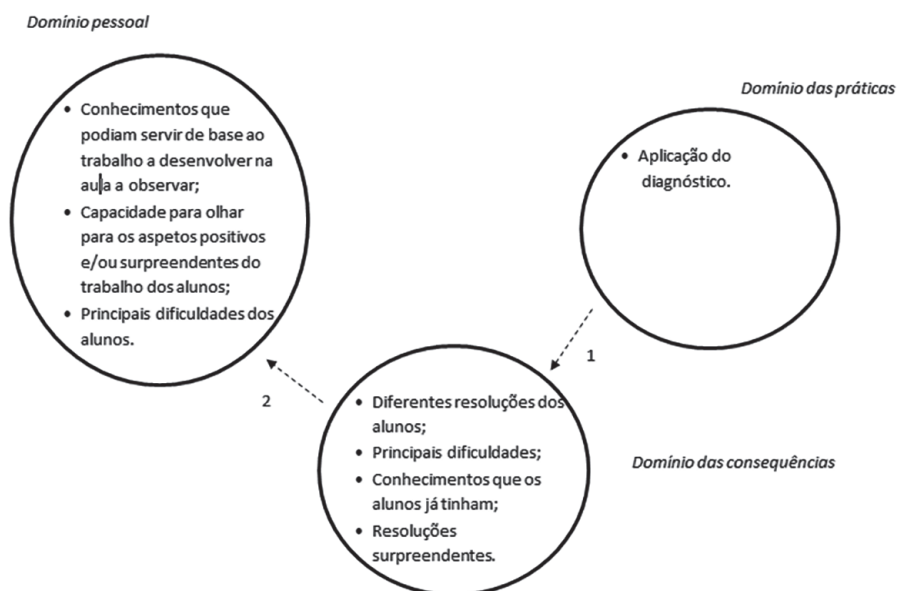 Domínio pessoal
• Conhecimentos que
podiam servir de base ao
trabalho a desenvolver na
aula a observar;
• Capacidade para olhar
para os aspetos positivos
e/ou surpreendentes do
trabalho dos alunos;
• Principais dificuldades dos
alunos.
Domínio das práticas
• Aplicação do
diagnóstico.
1
2
• Diferentes resoluções dos
alunos;
• Principais dificuldades;
• Conhecimentos que os
alunos já tinham;
• Resoluções
surpreendentes.
Domínio das consequências